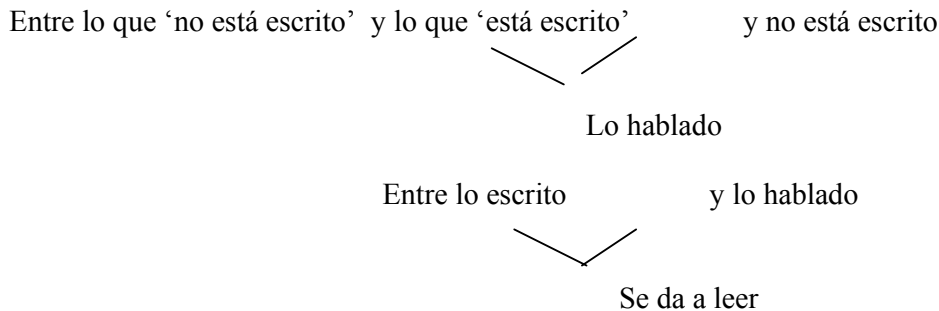 Entre lo que ‘no está escrito’ y lo que ‘está escrito’ y no está escrito
Lo hablado
Entre lo escrito y lo hablado
Se da a leer